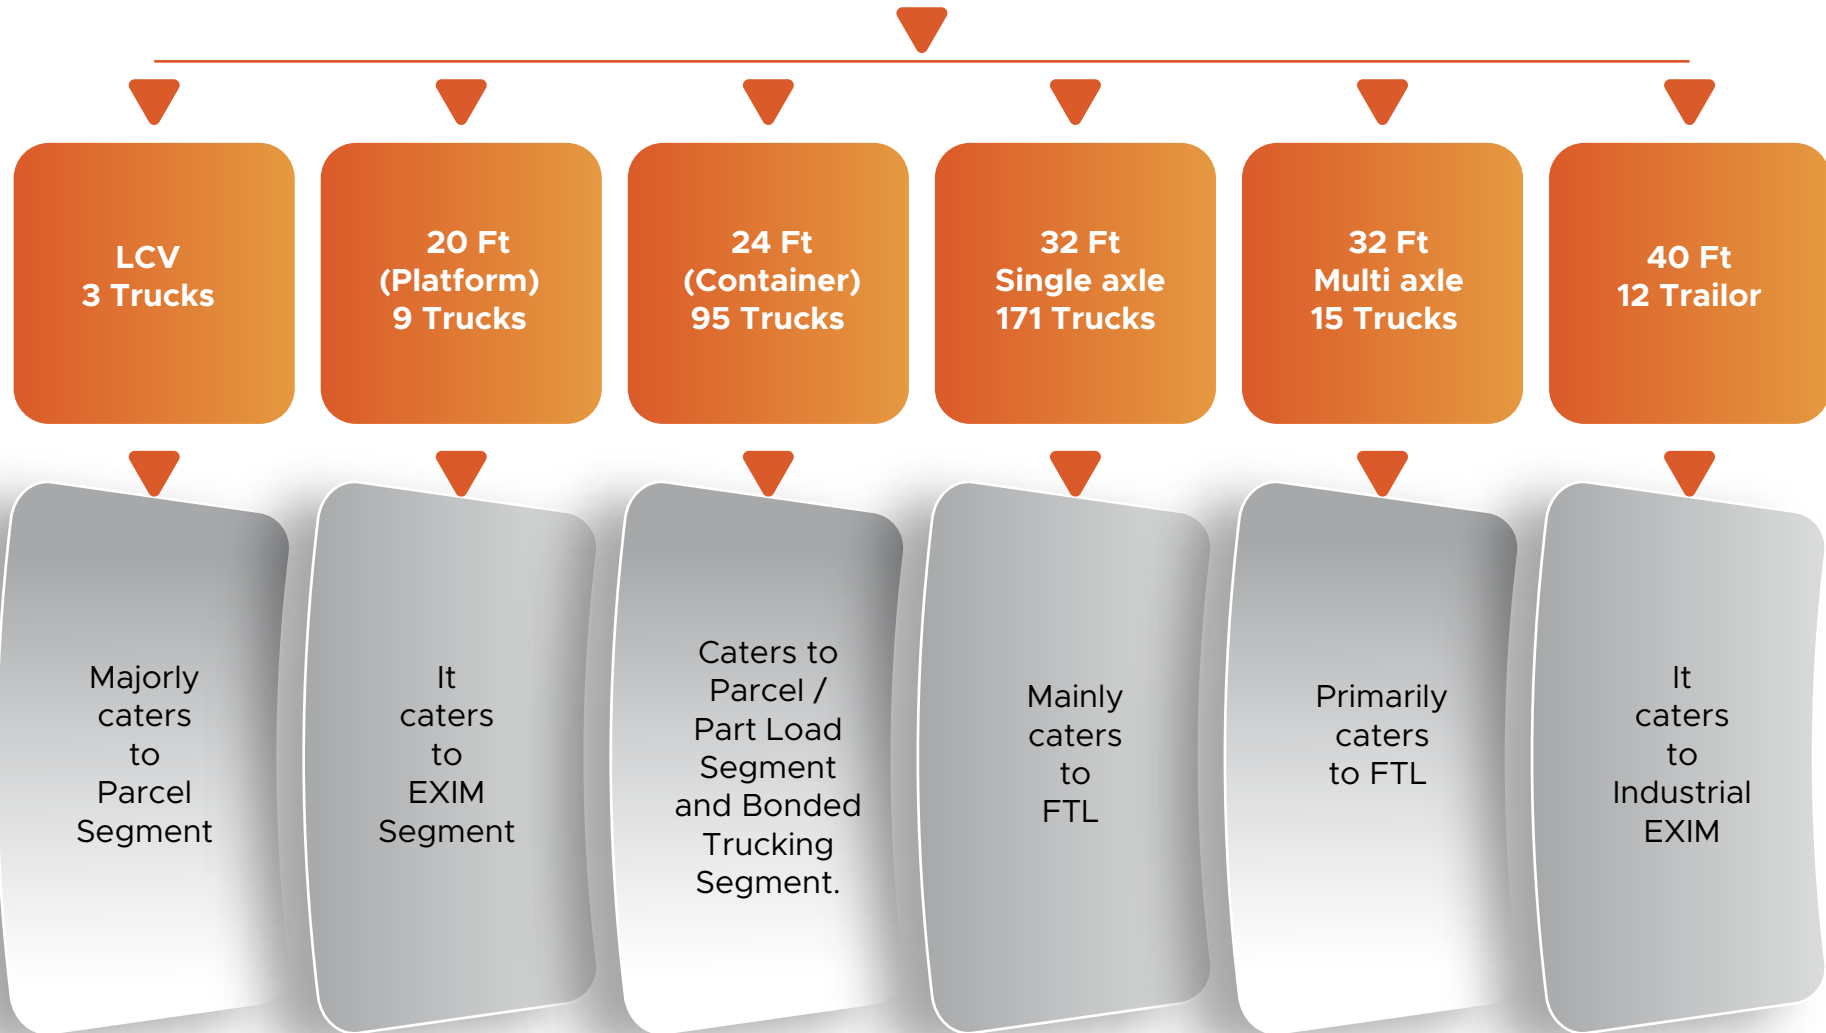 LCV
3 Trucks
20 Ft
(Platform)
9 Trucks
24 Ft
(Container)
95 Trucks
32 Ft
Single axle
171 Trucks
32 Ft
Multi axle
15 Trucks
40 Ft
12 Trailor
Majorly
caters
to
Parcel
Segment
It
caters
to
EXIM
Segment
Caters to
Parcel /
Part Load
Segment
and Bonded
Trucking
Segment.
Mainly
caters
to
FTL
Primarily
caters
to FTL
It
caters
to
Industrial
EXIM